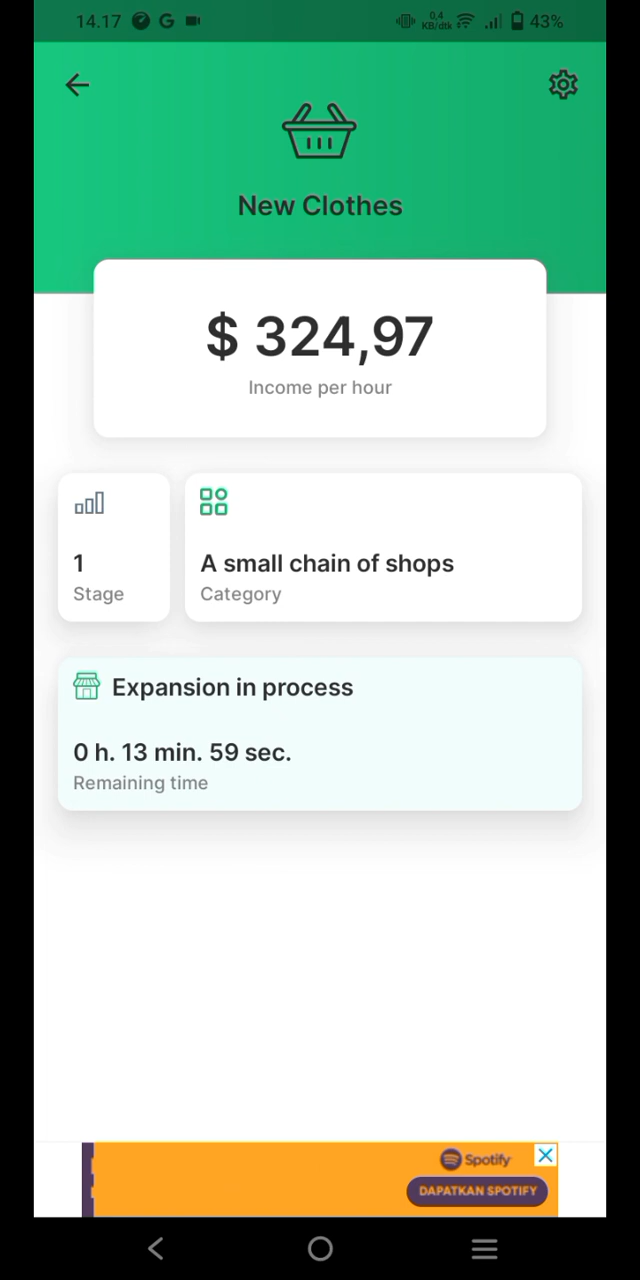 14.17
0,4
KB/dtk
43%
New Clothes
$ 324,97
Income per hour
1
Stage
A small chain of shops
Category
Expansion in process
0 h. 13 min. 59 sec.
Remaining time
Spotify
DAPATKAN SPOTIFY